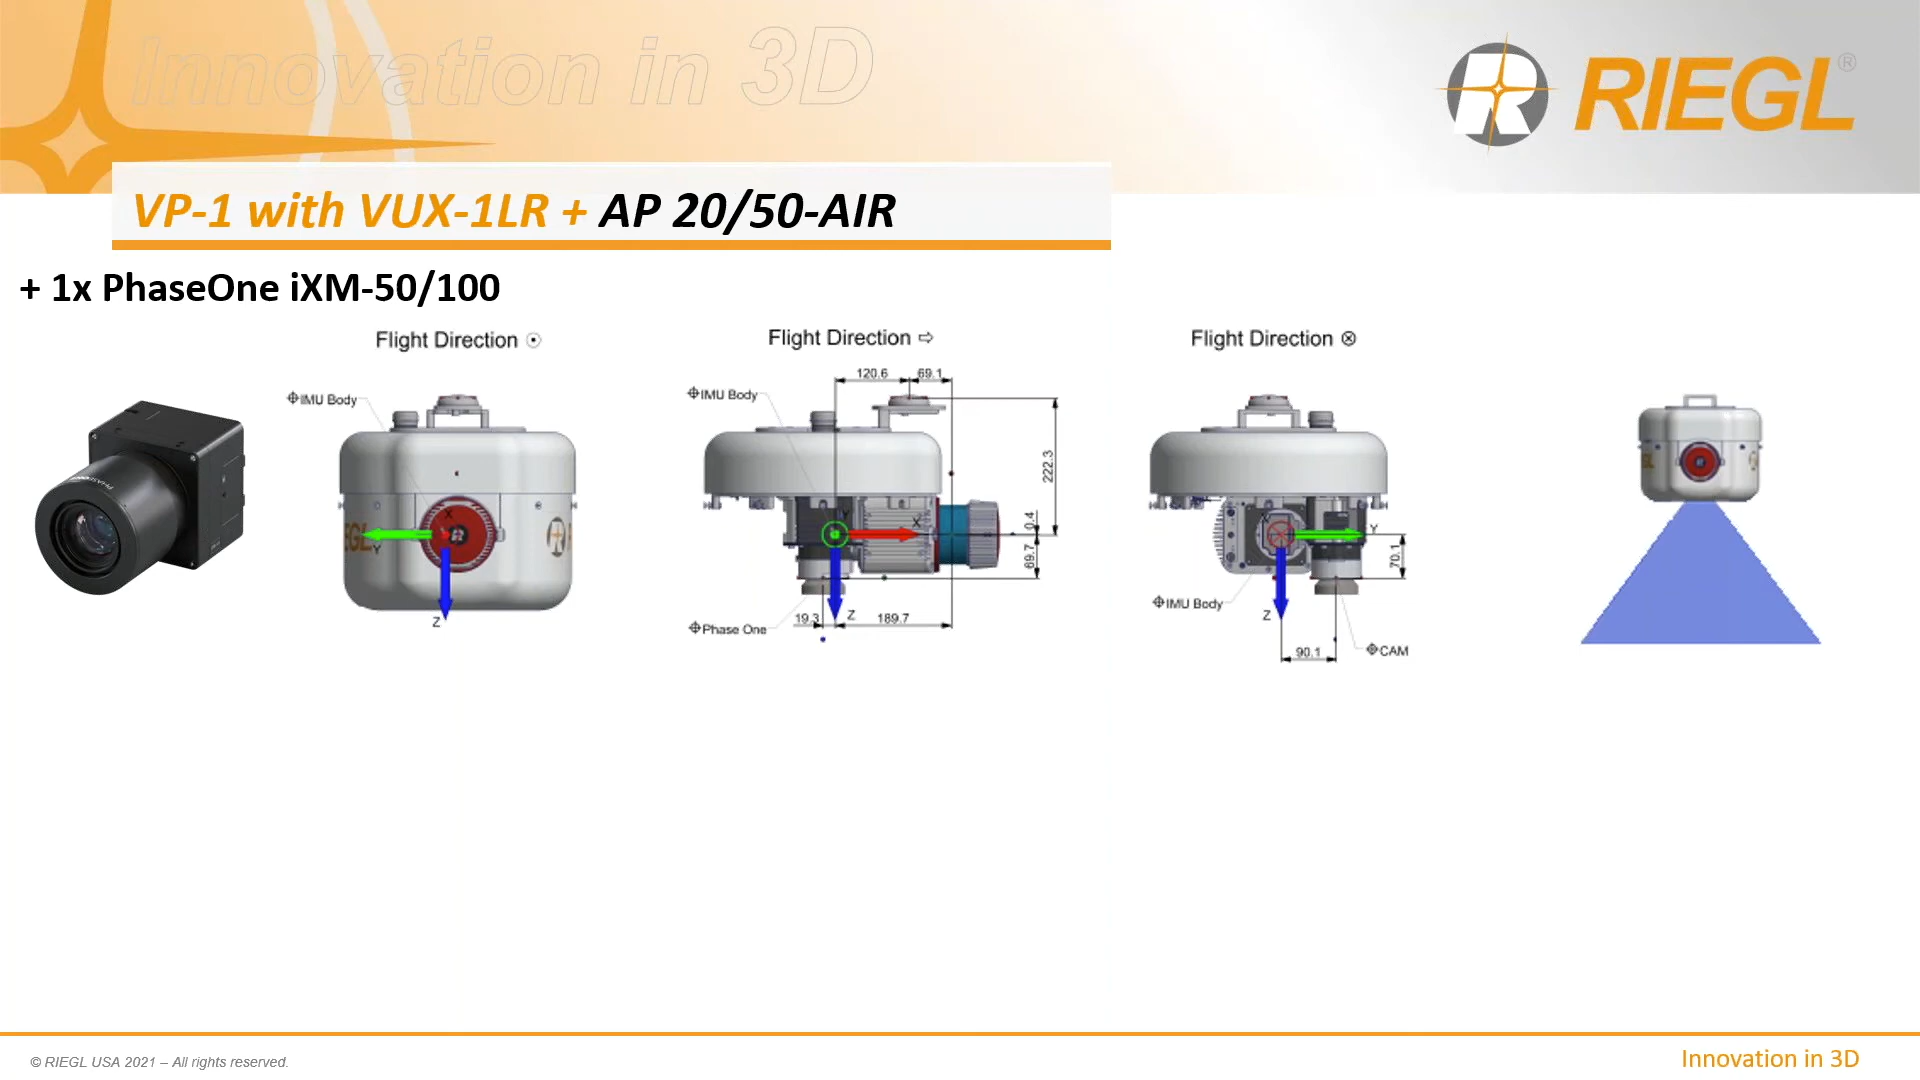 Innovation in 3D
RIEGL®
VP-1 with VUX-1LR + AP 20/50-AIR
+ 1x PhaseOne iXM-50/100
Flight Direction ⊙
IMU Body
RIEGL
Y
X
Z
Flight Direction ⇨
120.6
69.1
IMU Body
222.3
0.4
69.7
Y
X
Z
19.3
189.7
Phase One
Flight Direction ⊗
X
Y
70.1
IMU Body
Z
90.1
CAM
© RIEGL USA 2021 – All rights reserved.
Innovation in 3D